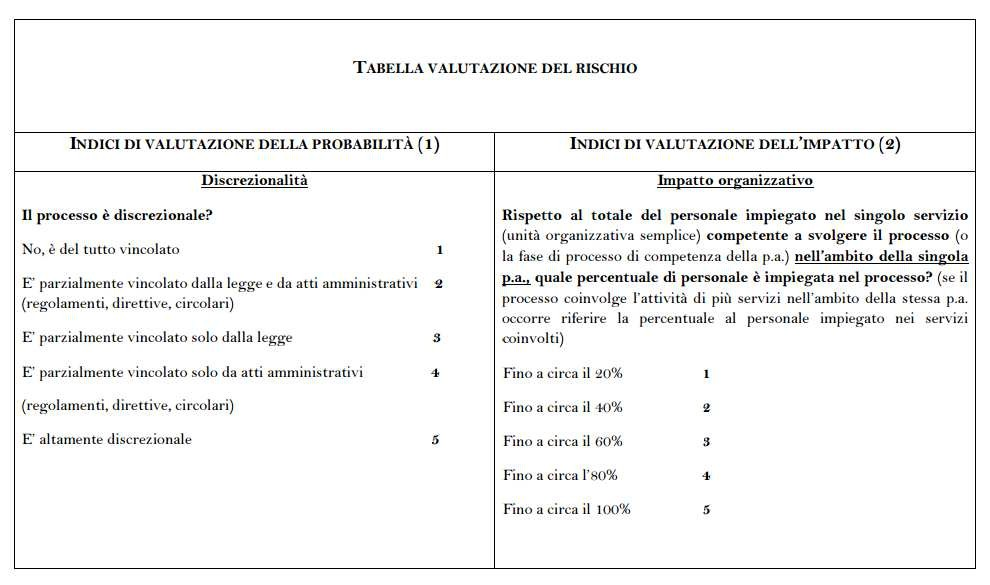 TABELLA VALUTAZIONE DEL RISCHIO
INDICI DI VALUTAZIONE DELLA PROBABILITÀ (1)
INDICI DI VALUTAZIONE DELL'IMPATTO (2)
Discrezionalità
Il processo è discrezionale?
No, è del tutto vincolato 1
E' parzialmente vincolato dalla legge e da atti amministrativi 2
(regolamenti, direttive, circolari)
E' parzialmente vincolato solo dalla legge 3
E' parzialmente vincolato solo da atti amministrativi 4
(regolamenti, direttive, circolari)
E' altamente discrezionale 5
Impatto organizzativo
Rispetto al totale del personale impiegato nel singolo servizio
(unità organizzativa semplice) competente a svolgere il processo (o
la fase di processo di competenza della p.a.) nell'ambito della singola
p.a., quale percentuale di personale è impiegata nel processo? (se il
processo coinvolge l'attività di più servizi nell'ambito della stessa p.a.
occorre riferire la percentuale al personale impiegato nei servizi
coinvolti)
Fino a circa il 20% 1
Fino a circa il 40% 2
Fino a circa il 60% 3
Fino a circa l'80% 4
Fino a circa il 100% 5